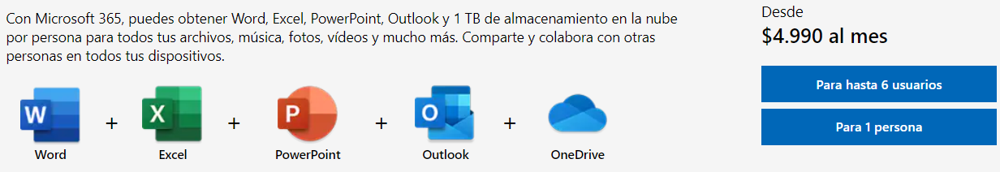 Con Microsoft 365, puedes obtener Word, Excel, PowerPoint, Outlook y 1 TB de almacenamiento en la nube
por persona para todos tus archivos, música, fotos, vídeos y mucho más. Comparte y colabora con otras
personas en todos tus dispositivos.
W + X + P + O +
Word Excel PowerPoint Outlook OneDrive
Desde
$4.990 al mes
Para hasta 6 usuarios
Para 1 persona